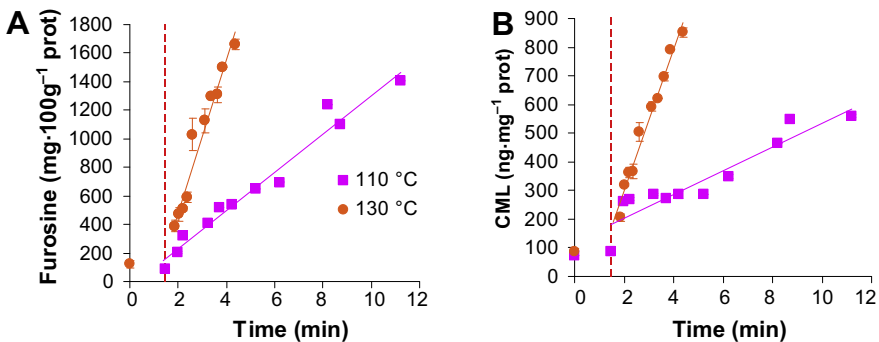 A
Furosine (mg·100g⁻¹ prot)
1800
1600
1400
1200
1000
800
600
400
200
0
0 2 4 6 8 10 12
Time (min)
110 °C
130 °C
B
CML (ng·mg⁻¹ prot)
900
800
700
600
500
400
300
200
100
0
0 2 4 6 8 10 12
Time (min)